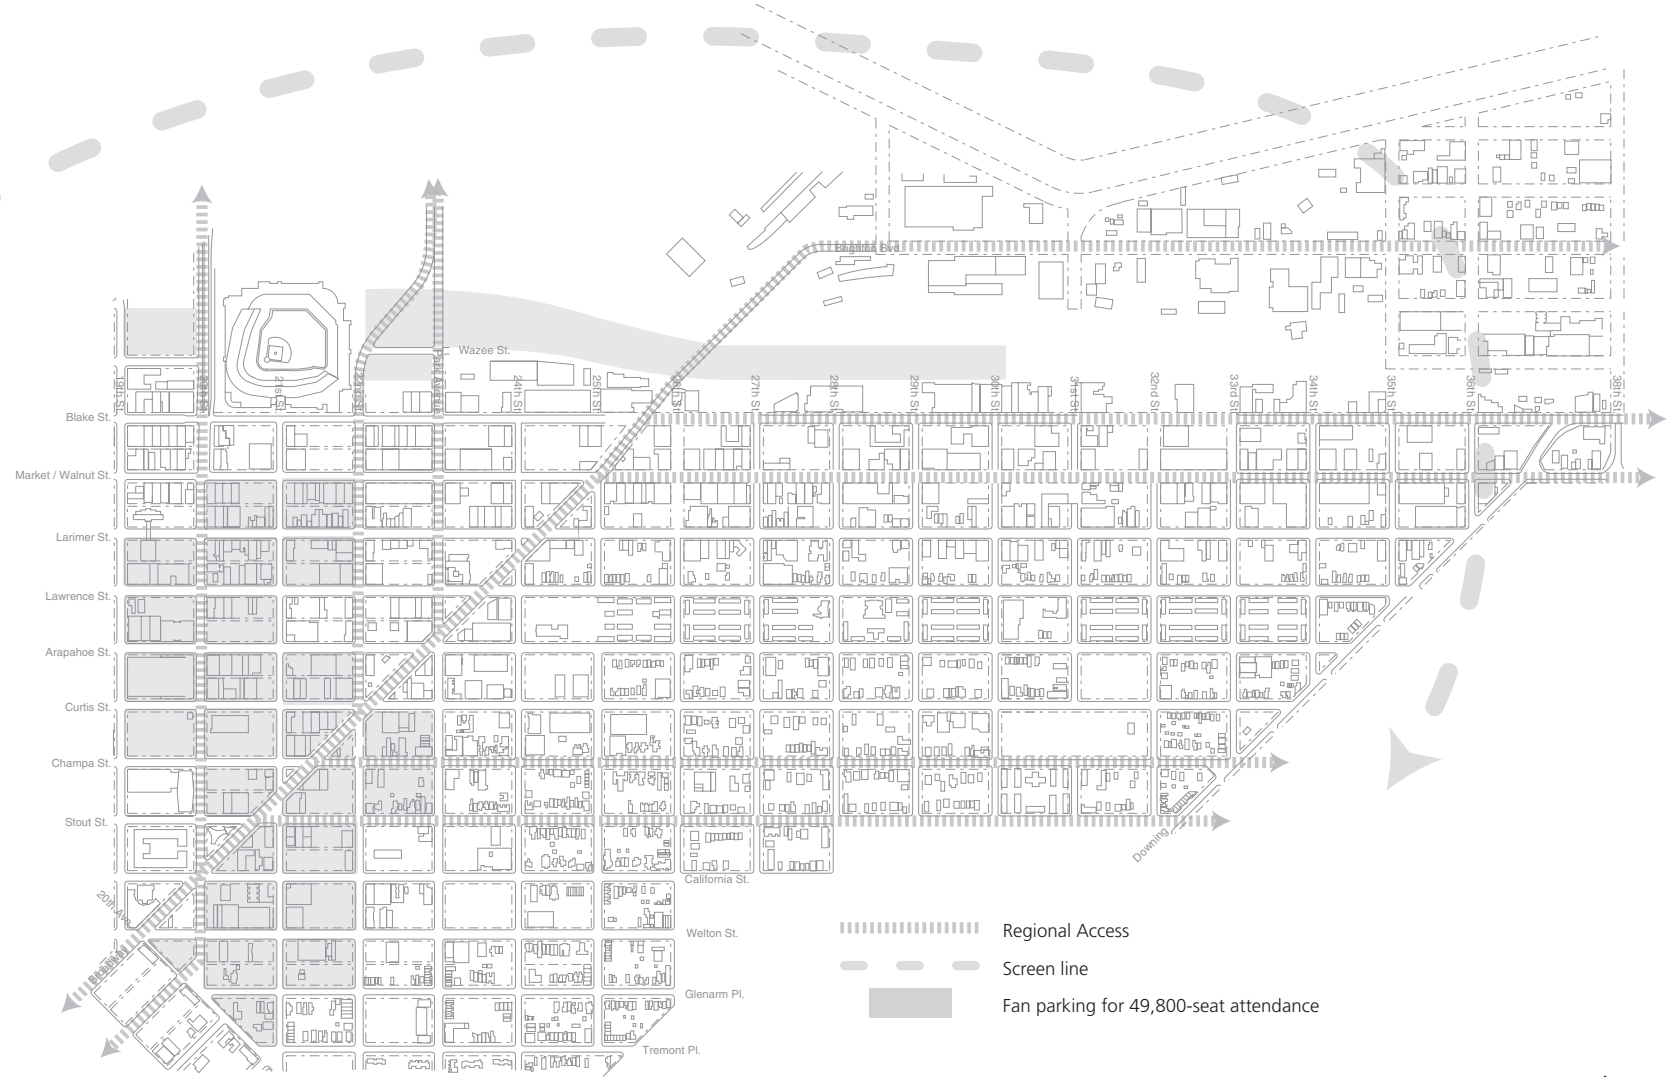 Brighton Blvd.
Wazee St.
19th St
20th St
21st St
22nd St
Park Avenue
24th St
25th St
26th St
27th St
28th St
29th St
30th St
31st St
32nd St
33rd St
34th St
35th St
36th St
38th St
Blake St.
Market / Walnut St.
Larimer St.
Lawrence St.
Arapahoe St.
Curtis St.
Champa St.
Stout St.
Downing
California St.
20th Ave.
Broadway
Welton St.
Glenarm Pl.
Tremont Pl.
Regional Access
Screen line
Fan parking for 49,800-seat attendance